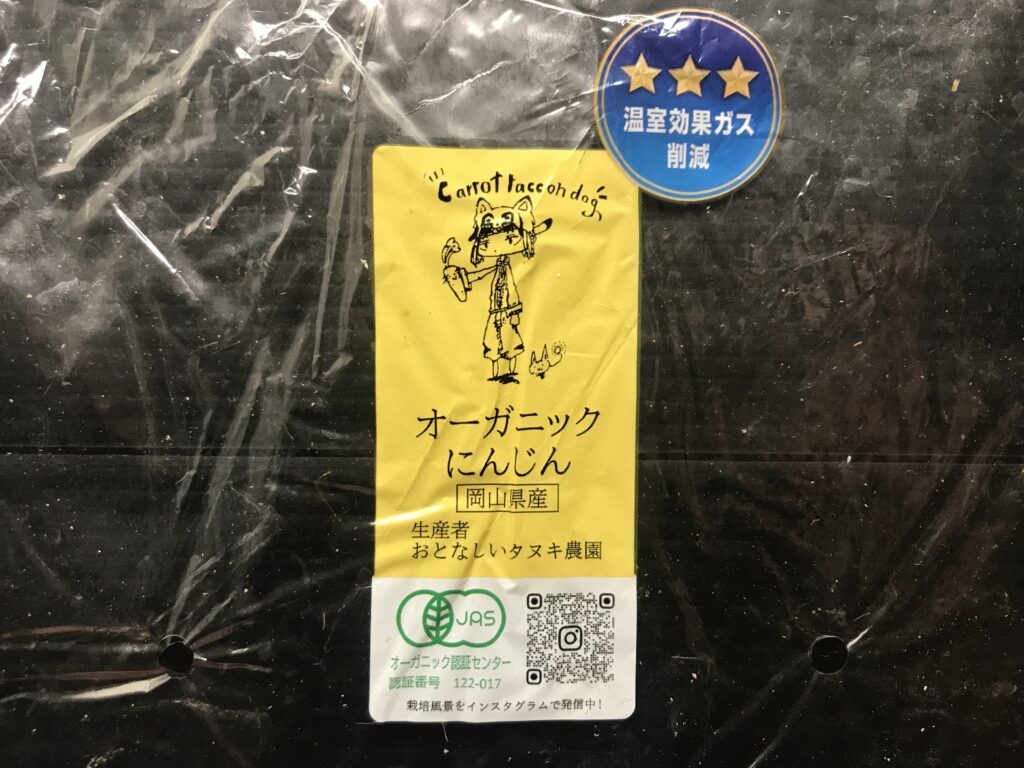 温室効果ガス
削減
Carrot raccoon dog
オーガニック
にんじん
岡山県産
生産者
おとなしいタヌキ農園
JAS
オーガニック認証センター
認証番号 122-017
栽培風景をインスタグラムで発信中!